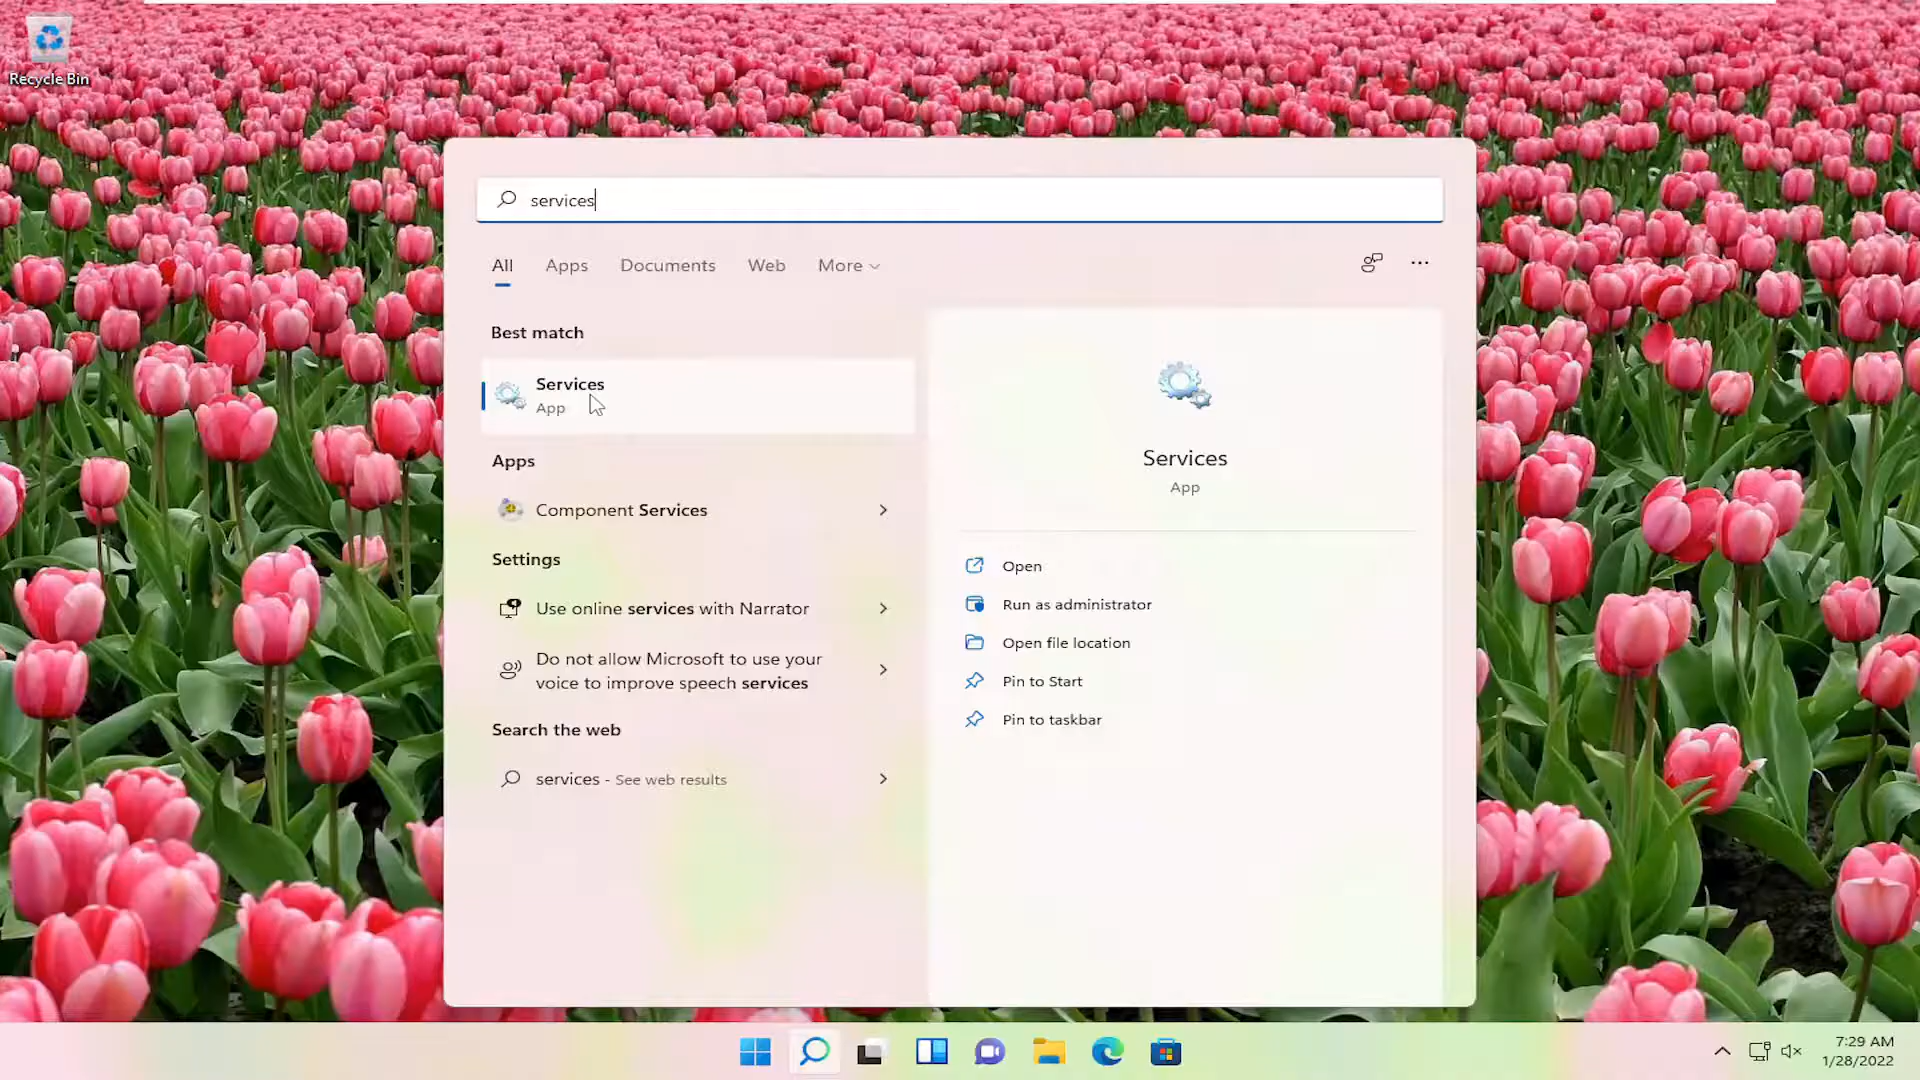 Recycle Bin
services
All Apps Documents Web More
Best match
Services
App
Apps
Component Services
Settings
Use online services with Narrator
Do not allow Microsoft to use your
voice to improve speech services
Search the web
services - See web results
Services
App
Open
Run as administrator
Open file location
Pin to Start
Pin to taskbar
7:29 AM
1/28/2022